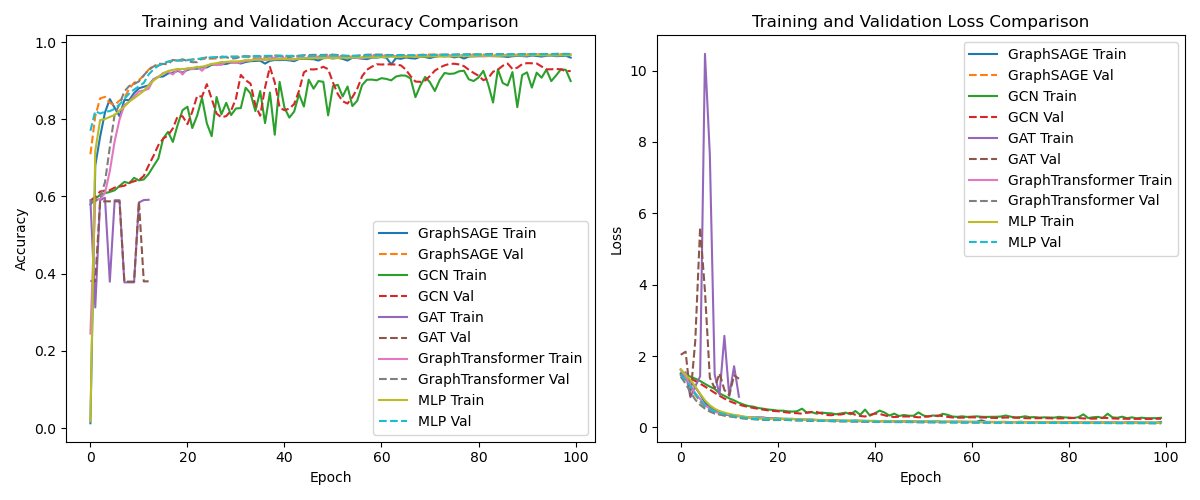 Training and Validation Accuracy Comparison
Accuracy
1.0
0.8
0.6
0.4
0.2
0.0
0
20
40
60
80
100
Epoch
GraphSAGE Train
GraphSAGE Val
GCN Train
GCN Val
GAT Train
GAT Val
GraphTransformer Train
GraphTransformer Val
MLP Train
MLP Val
Training and Validation Loss Comparison
Loss
10
8
6
4
2
0
0
20
40
60
80
100
Epoch
GraphSAGE Train
GraphSAGE Val
GCN Train
GCN Val
GAT Train
GAT Val
GraphTransformer Train
GraphTransformer Val
MLP Train
MLP Val